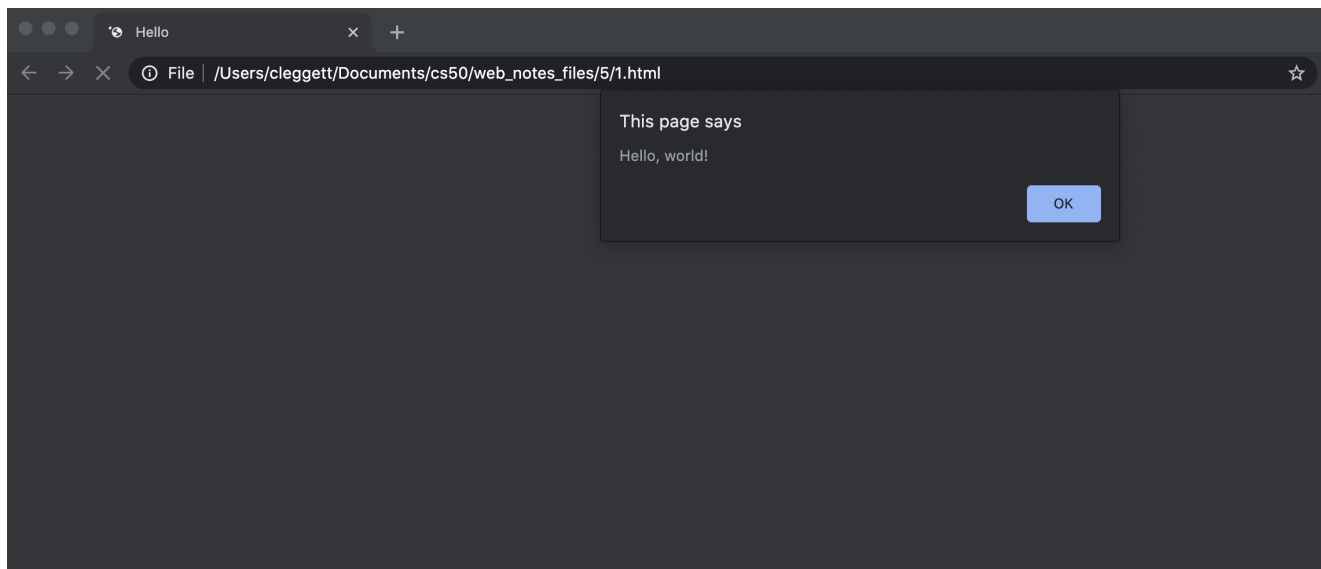 Hello
File /Users/cleggett/Documents/cs50/web_notes_files/5/1.html
This page says
Hello, world!
OK